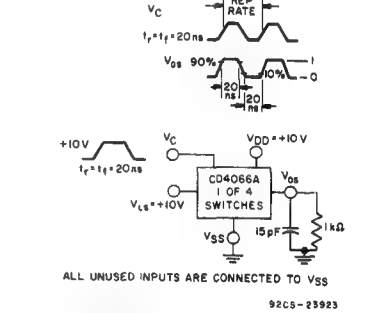 REP
RATE
VC
tr=tf=20ns
VOS 90%
1
10%
0
20
ns
20
ns
+10V
tr=tf=20ns
VC
VDD=+10V
CD4066A
1 OF 4
SWITCHES
VOS
Vis=+10V
VSS
15pF
1kΩ
ALL UNUSED INPUTS ARE CONNECTED TO VSS
92CS-23923